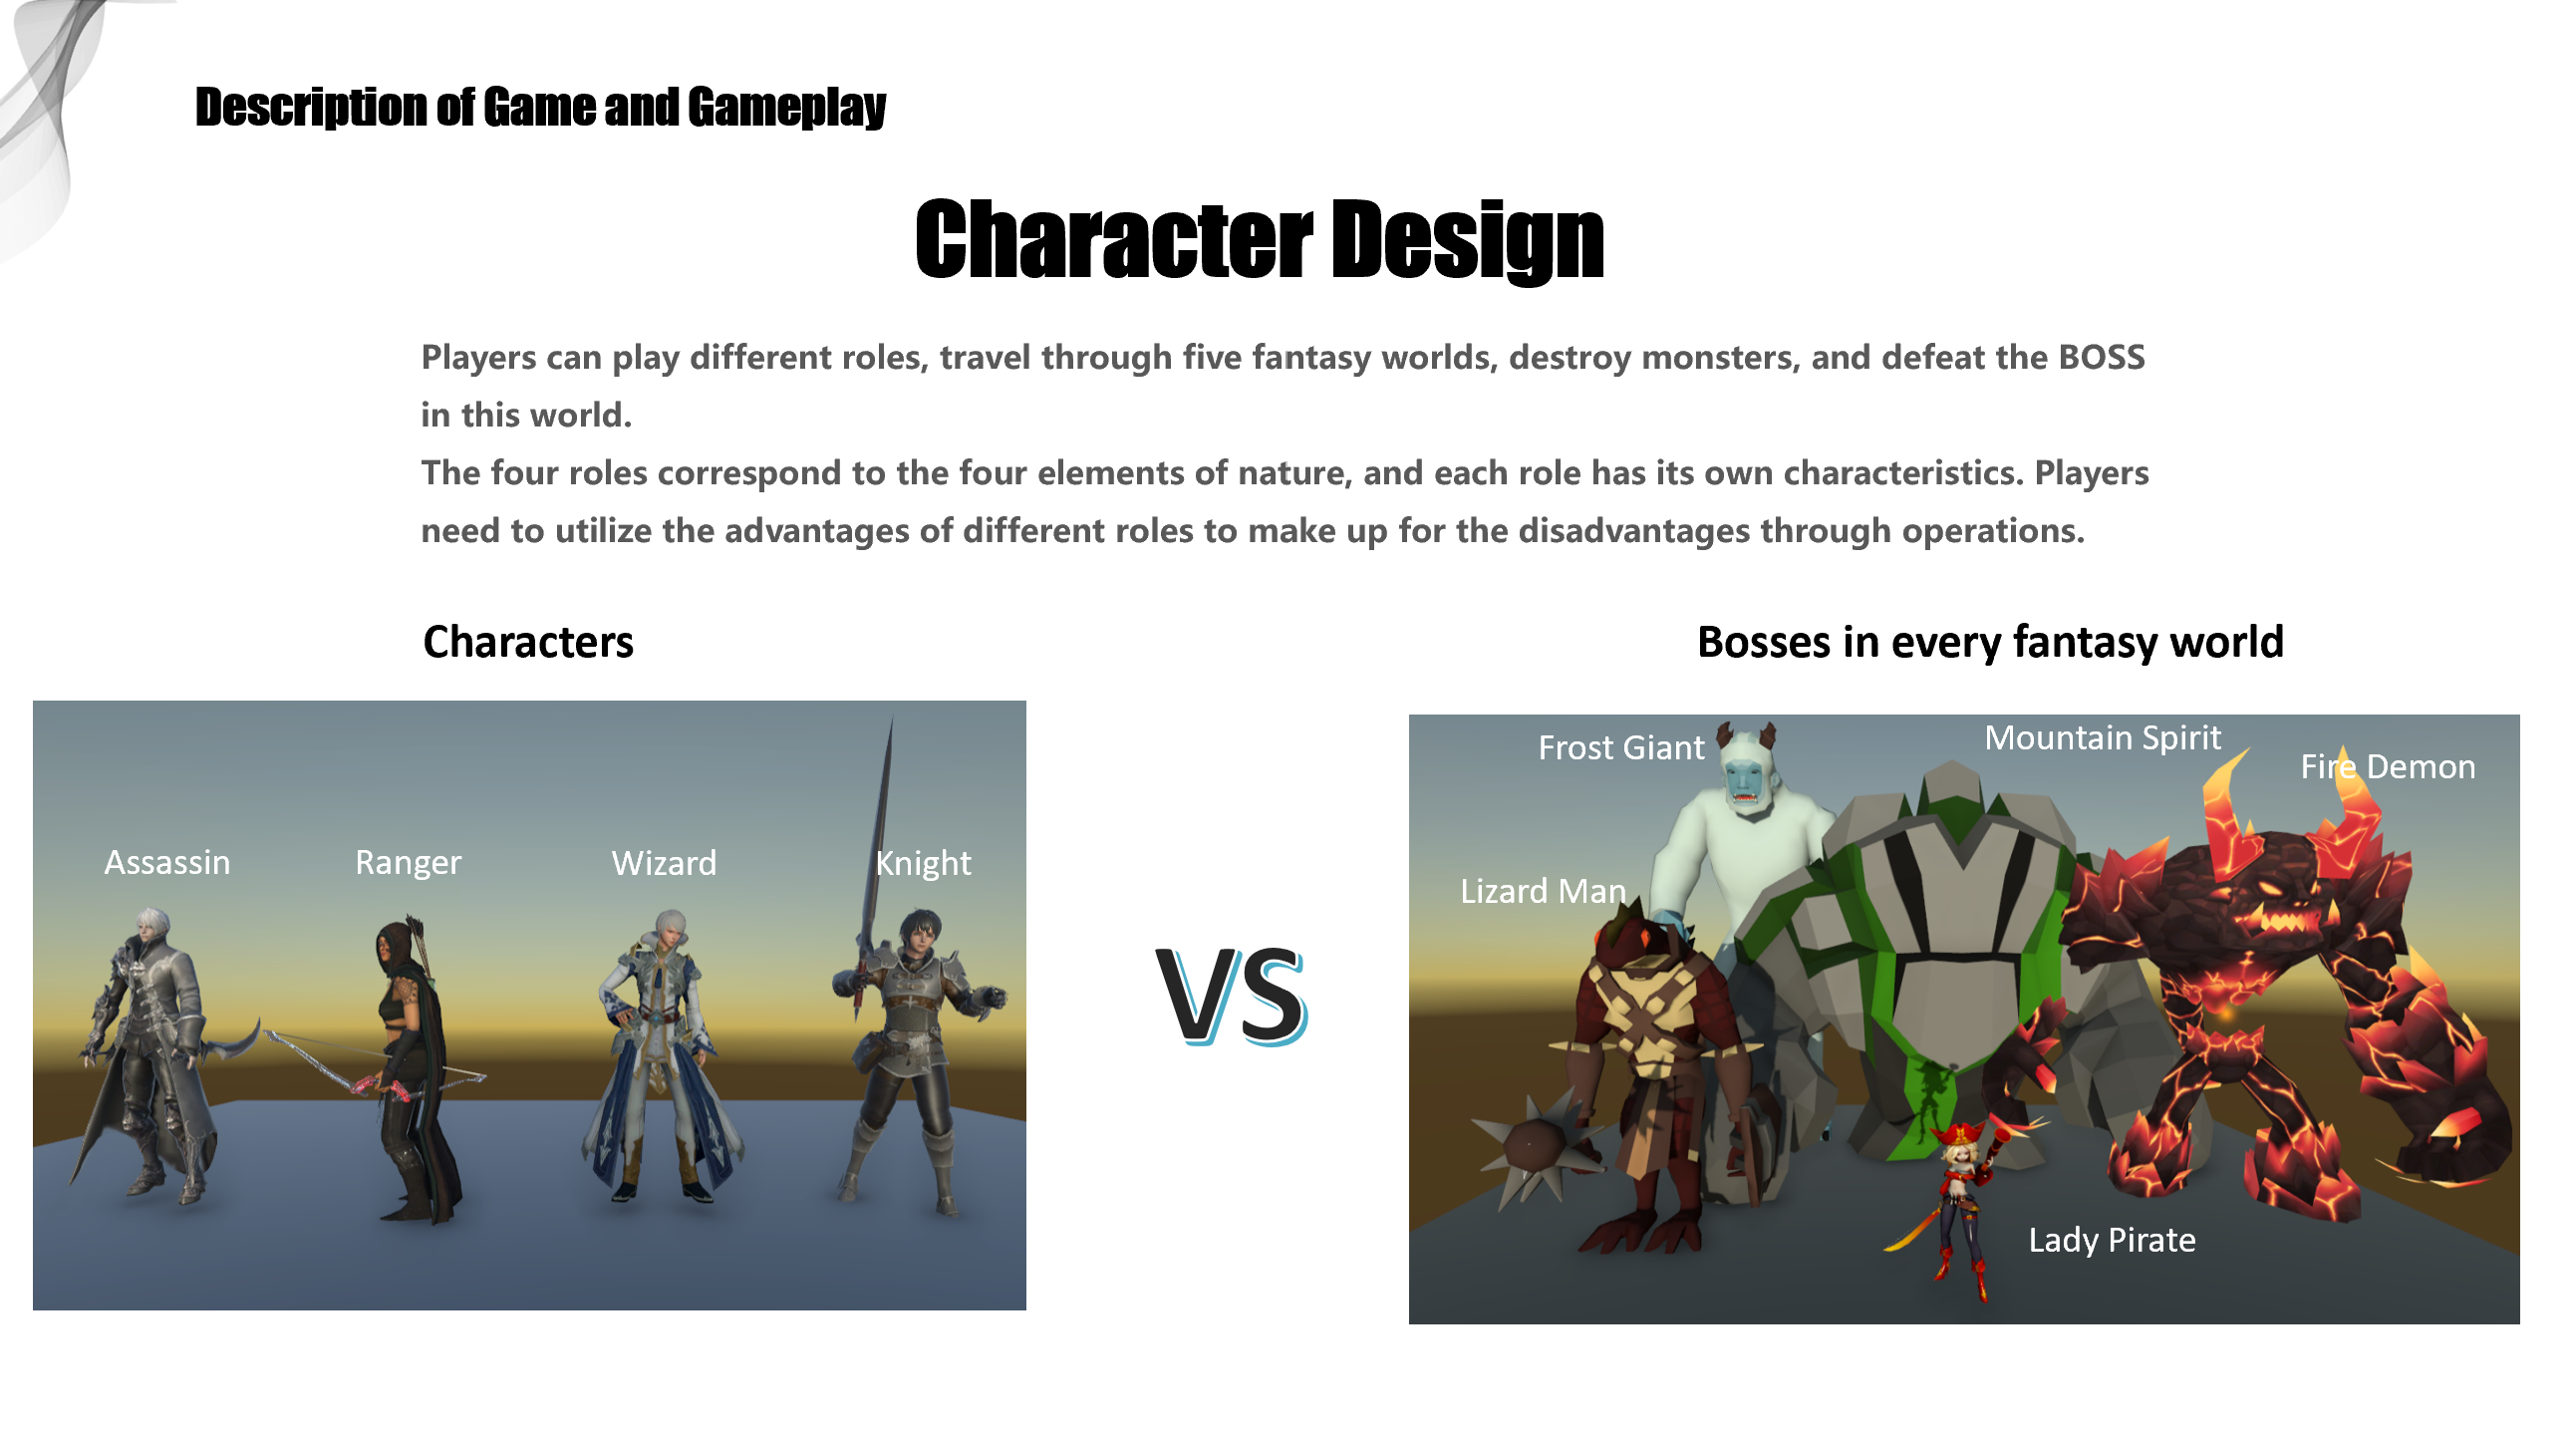 Description of Game and Gameplay
Character Design
Players can play different roles, travel through five fantasy worlds, destroy monsters, and defeat the BOSS
in this world.
The four roles correspond to the four elements of nature, and each role has its own characteristics. Players
need to utilize the advantages of different roles to make up for the disadvantages through operations.
Characters
Assassin
Ranger
Wizard
Knight
VS
Bosses in every fantasy world
Frost Giant
Mountain Spirit
Fire Demon
Lizard Man
Lady Pirate